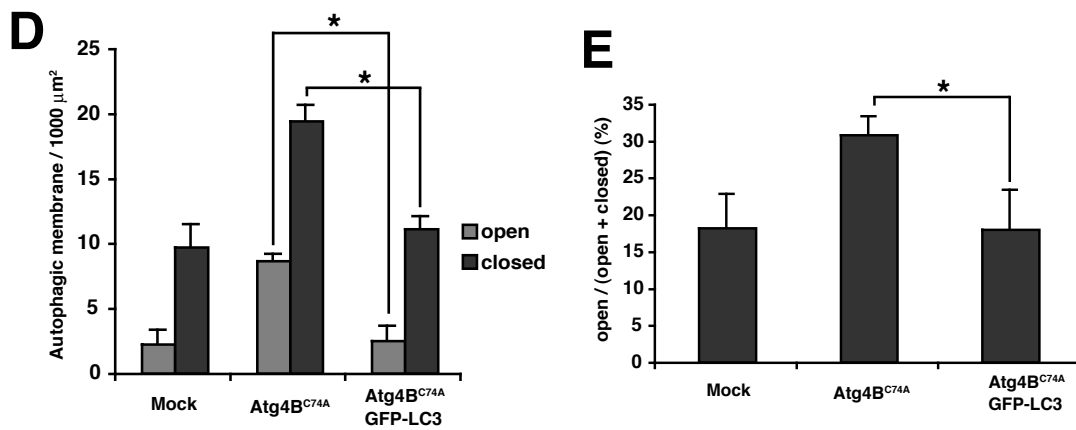 D
Autophagic membrane / 1000 μm²
25
20
15
10
5
0
*
*
open
closed
Mock
Atg4B^C74A
Atg4B^C74A
GFP-LC3
E
open / (open + closed) (%)
35
30
25
20
15
10
5
0
*
Mock
Atg4B^C74A
Atg4B^C74A
GFP-LC3